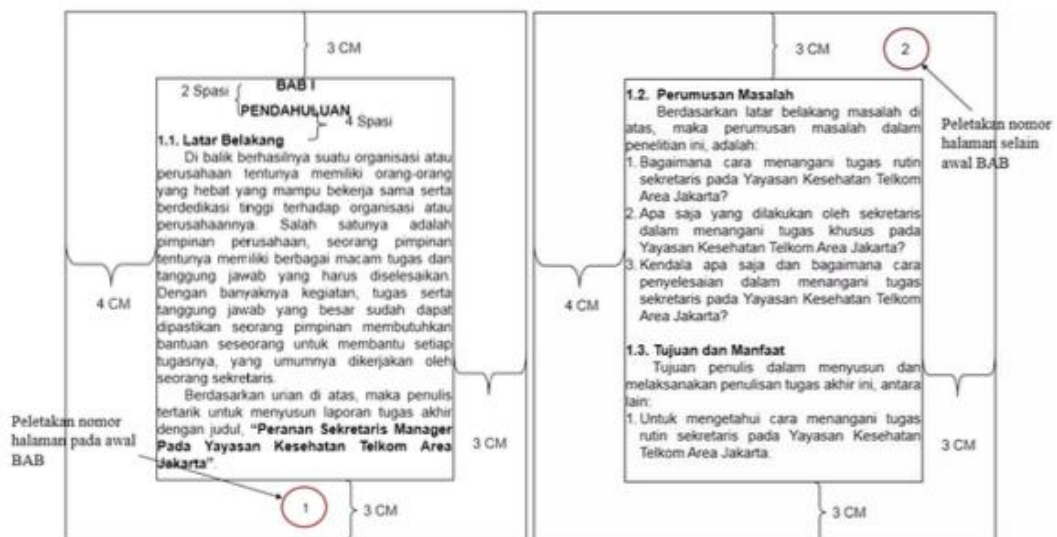 3 CM
2 Spasi
BAB I
PENDAHULUAN
4 Spasi
1.1. Latar Belakang
Di balik berhasilnya suatu organisasi atau
perusahaan tentunya memiliki orang-orang
yang hebat yang mampu bekerja sama serta
berdedikasi tinggi terhadap organisasi atau
perusahaannya. Salah satunya adalah
pimpinan perusahaan, seorang pimpinan
tentunya memiliki berbagai macam tugas dan
tanggung jawab yang harus diselesaikan.
Dengan banyaknya kegiatan, tugas serta
tanggung jawab yang besar sudah dapat
dipastikan seorang pimpinan membutuhkan
bantuan seseorang untuk membantu setiap
tugasnya, yang umumnya dikerjakan oleh
seorang sekretaris.
Berdasarkan urian di atas, maka penulis
tertarik untuk menyusun laporan tugas akhir
dengan judul, “Peranan Sekretaris Manager
Pada Yayasan Kesehatan Telkom Area
Jakarta”.
4 CM
3 CM
Peletakan nomor
halaman pada awal
BAB
1
3 CM
3 CM
2
Peletakan nomor
halaman selain
awal BAB
1.2. Perumusan Masalah
Berdasarkan latar belakang masalah di
atas, maka perumusan masalah dalam
penelitian ini, adalah:
1. Bagaimana cara menangani tugas rutin
sekretaris pada Yayasan Kesehatan Telkom
Area Jakarta?
2. Apa saja yang dilakukan oleh sekretaris
dalam menangani tugas khusus pada
Yayasan Kesehatan Telkom Area Jakarta?
3. Kendala apa saja dan bagaimana cara
penyelesaian dalam menangani tugas
sekretaris pada Yayasan Kesehatan Telkom
Area Jakarta?
1.3. Tujuan dan Manfaat
Tujuan penulis dalam menyusun dan
melaksanakan penulisan tugas akhir ini, antara
lain:
1. Untuk mengetahui cara menangani tugas
rutin sekretaris pada Yayasan Kesehatan
Telkom Area Jakarta.
4 CM
3 CM
3 CM